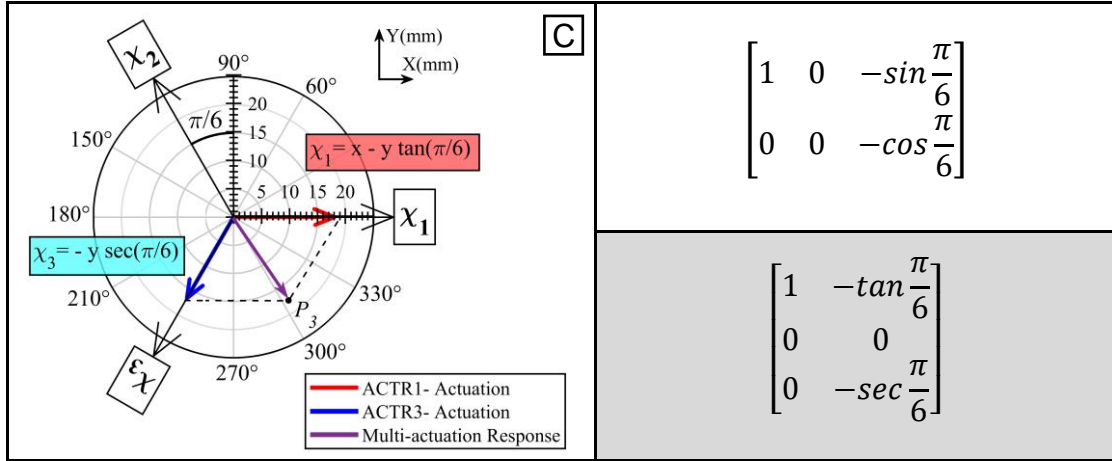 C
Y(mm)
X(mm)
90°
60°
χ₂
π/6
20
15
10
150°
χ₁= x - y tan(π/6)
5 10 15 20
180°
χ₁
χ₃= - y sec(π/6)
210°
330°
P₃
χ₃
300°
270°
ACTR1- Actuation
ACTR3- Actuation
Multi-actuation Response
1 0 -sin π/6
0 0 -cos π/6
1 -tan π/6
0 0
0 -sec π/6